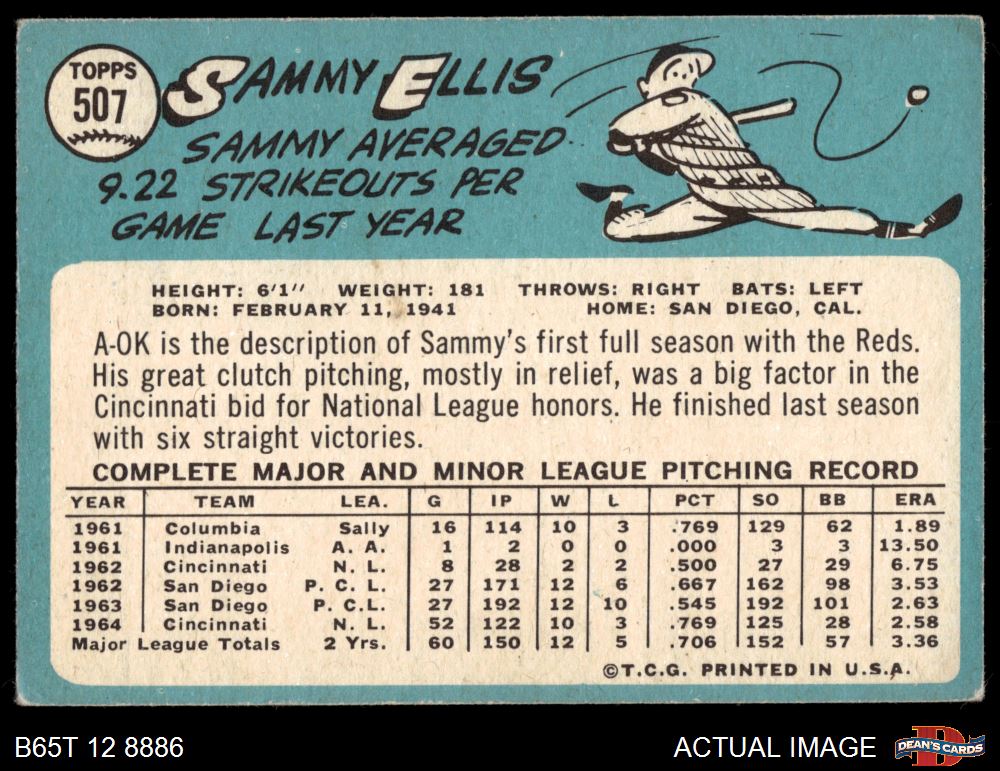 TOPPS
507
SAMMY ELLIS
SAMMY AVERAGED
9.22 STRIKEOUTS PER
GAME LAST YEAR
HEIGHT: 6'1" WEIGHT: 181 THROWS: RIGHT BATS: LEFT
BORN: FEBRUARY 11, 1941 HOME: SAN DIEGO, CAL.
A-OK is the description of Sammy's first full season with the Reds.
His great clutch pitching, mostly in relief, was a big factor in the
Cincinnati bid for National League honors. He finished last season
with six straight victories.
COMPLETE MAJOR AND MINOR LEAGUE PITCHING RECORD
YEAR TEAM LEA. G IP W L PCT SO BB ERA
1961 Columbia Sally 16 114 10 3 .769 129 62 1.89
1961 Indianapolis A. A. 1 2 0 0 .000 3 3 13.50
1962 Cincinnati N. L. 8 28 2 2 .500 27 29 6.75
1962 San Diego P. C. L. 27 171 12 6 .667 162 98 3.53
1963 San Diego P. C.L. 27 192 12 10 .545 192 101 2.63
1964 Cincinnati N. L. 52 122 10 3 .769 125 28 2.58
Major League Totals 2 Yrs. 60 150 12 5 .706 152 57 3.36
©T.C.G. PRINTED IN U.S.A.
B65T 12 8886 ACTUAL IMAGE DEAN'S CARDS